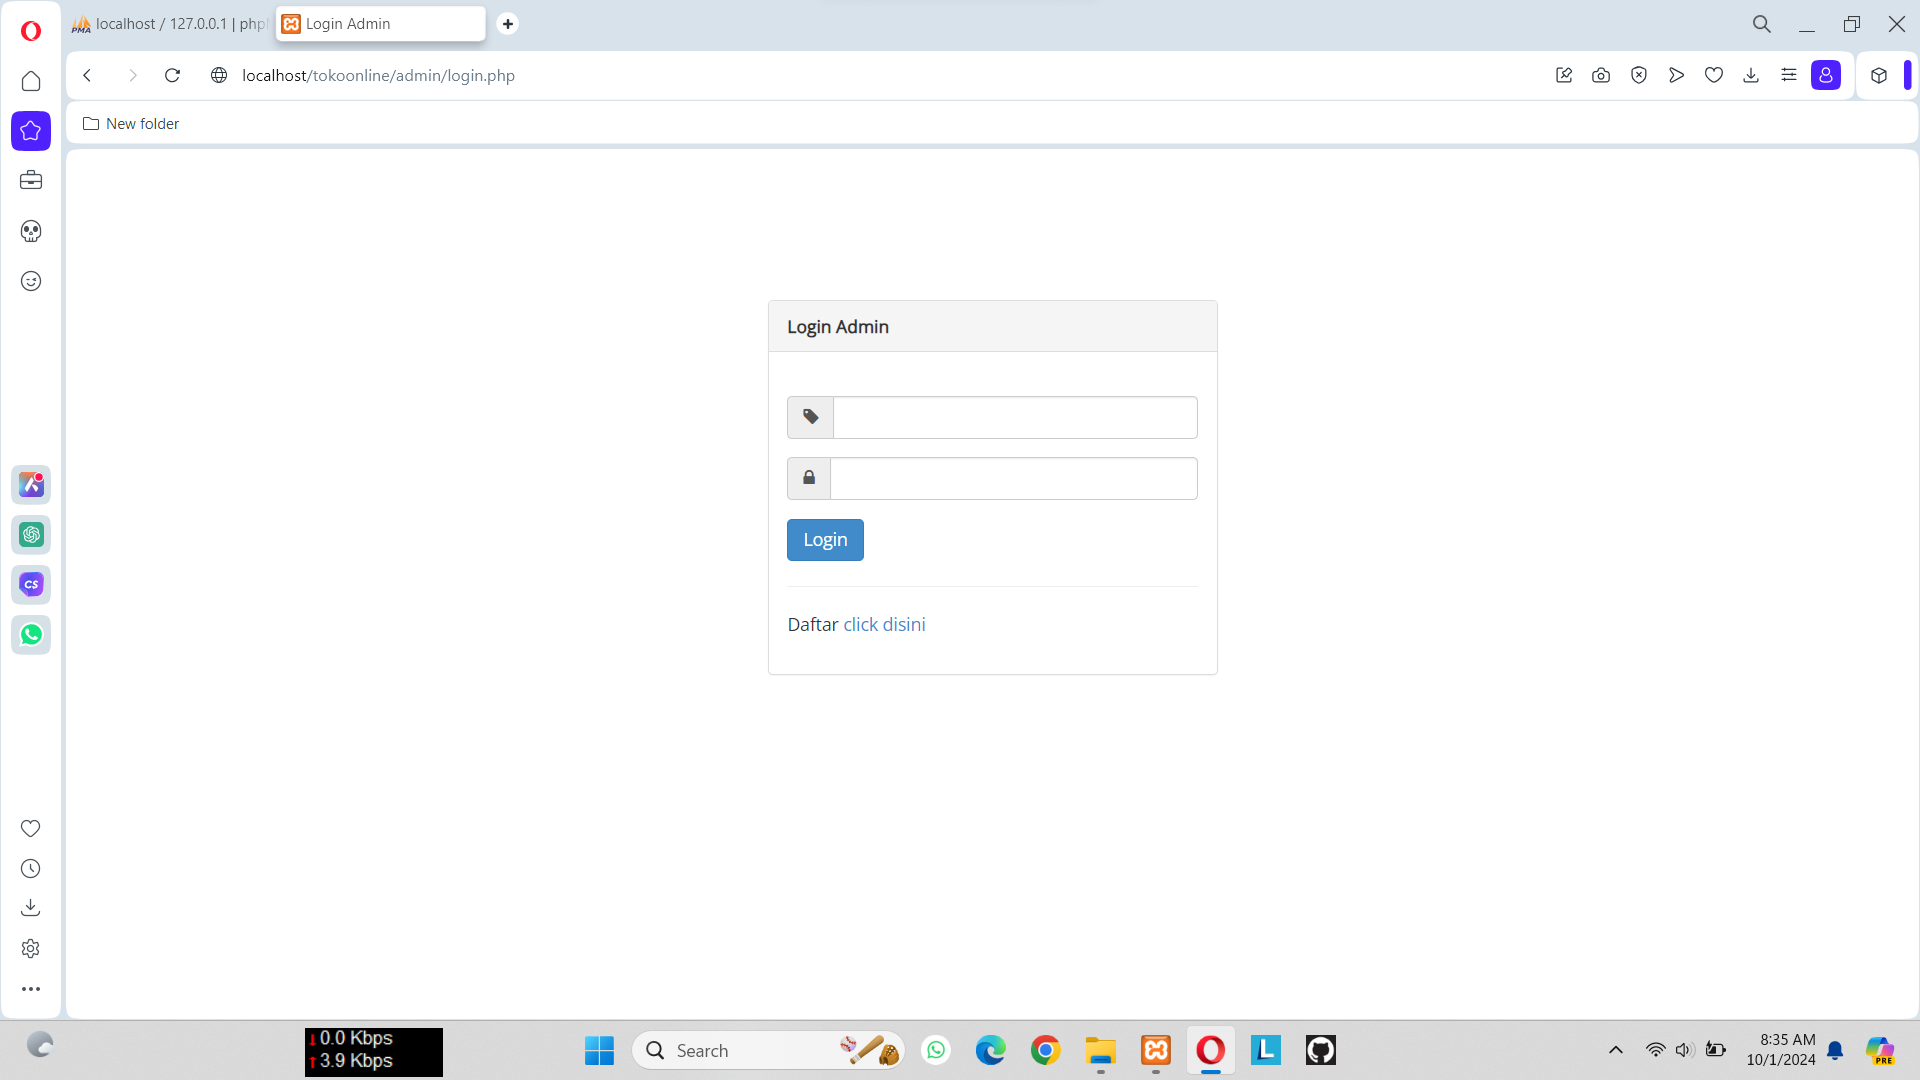 localhost / 127.0.0.1 | php
Login Admin
localhost/tokoonline/admin/login.php
New folder
Login Admin
Login
Daftar click disini
CS
0.0 Kbps
3.9 Kbps
Search
L
8:35 AM
10/1/2024
PRE
PMA